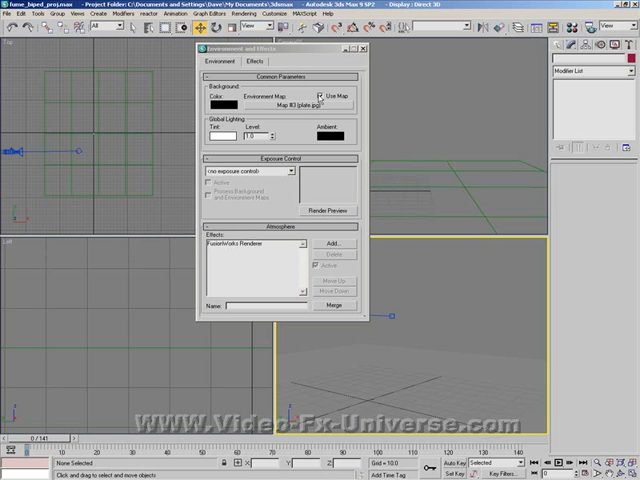 fume_biped_proj.max - Project Folder: C:\Documents and Settings\Dave\My Documents\3dsmax - Autodesk 3ds Max 9 SP2 - Display : Direct 3D
File Edit Tools Group Views Create Modifiers reactor Animation Graph Editors Rendering Customize MAXScript Help
All View View
Top
Environment and Effects
Environment Effects
Common Parameters
Background:
Color: Environment Map: Use Map
Map #3 (plate.jpg)
Global Lighting:
Tint: Level: Ambient:
1.0
Exposure Control
<no exposure control>
Active
Process Background
and Environment Maps
Render Preview
Atmosphere
Effects:
FusionWorks Renderer
Add...
Delete
Active
Move Up
Move Down
Name: Merge
Modifier List
Left
www.Video-Fx-Universe.com
0 / 141
None Selected X: Y: Z: Grid = 10.0 Auto Key Selected
Click and drag to select and move objects Add Time Tag Set Key Key Filters... 0